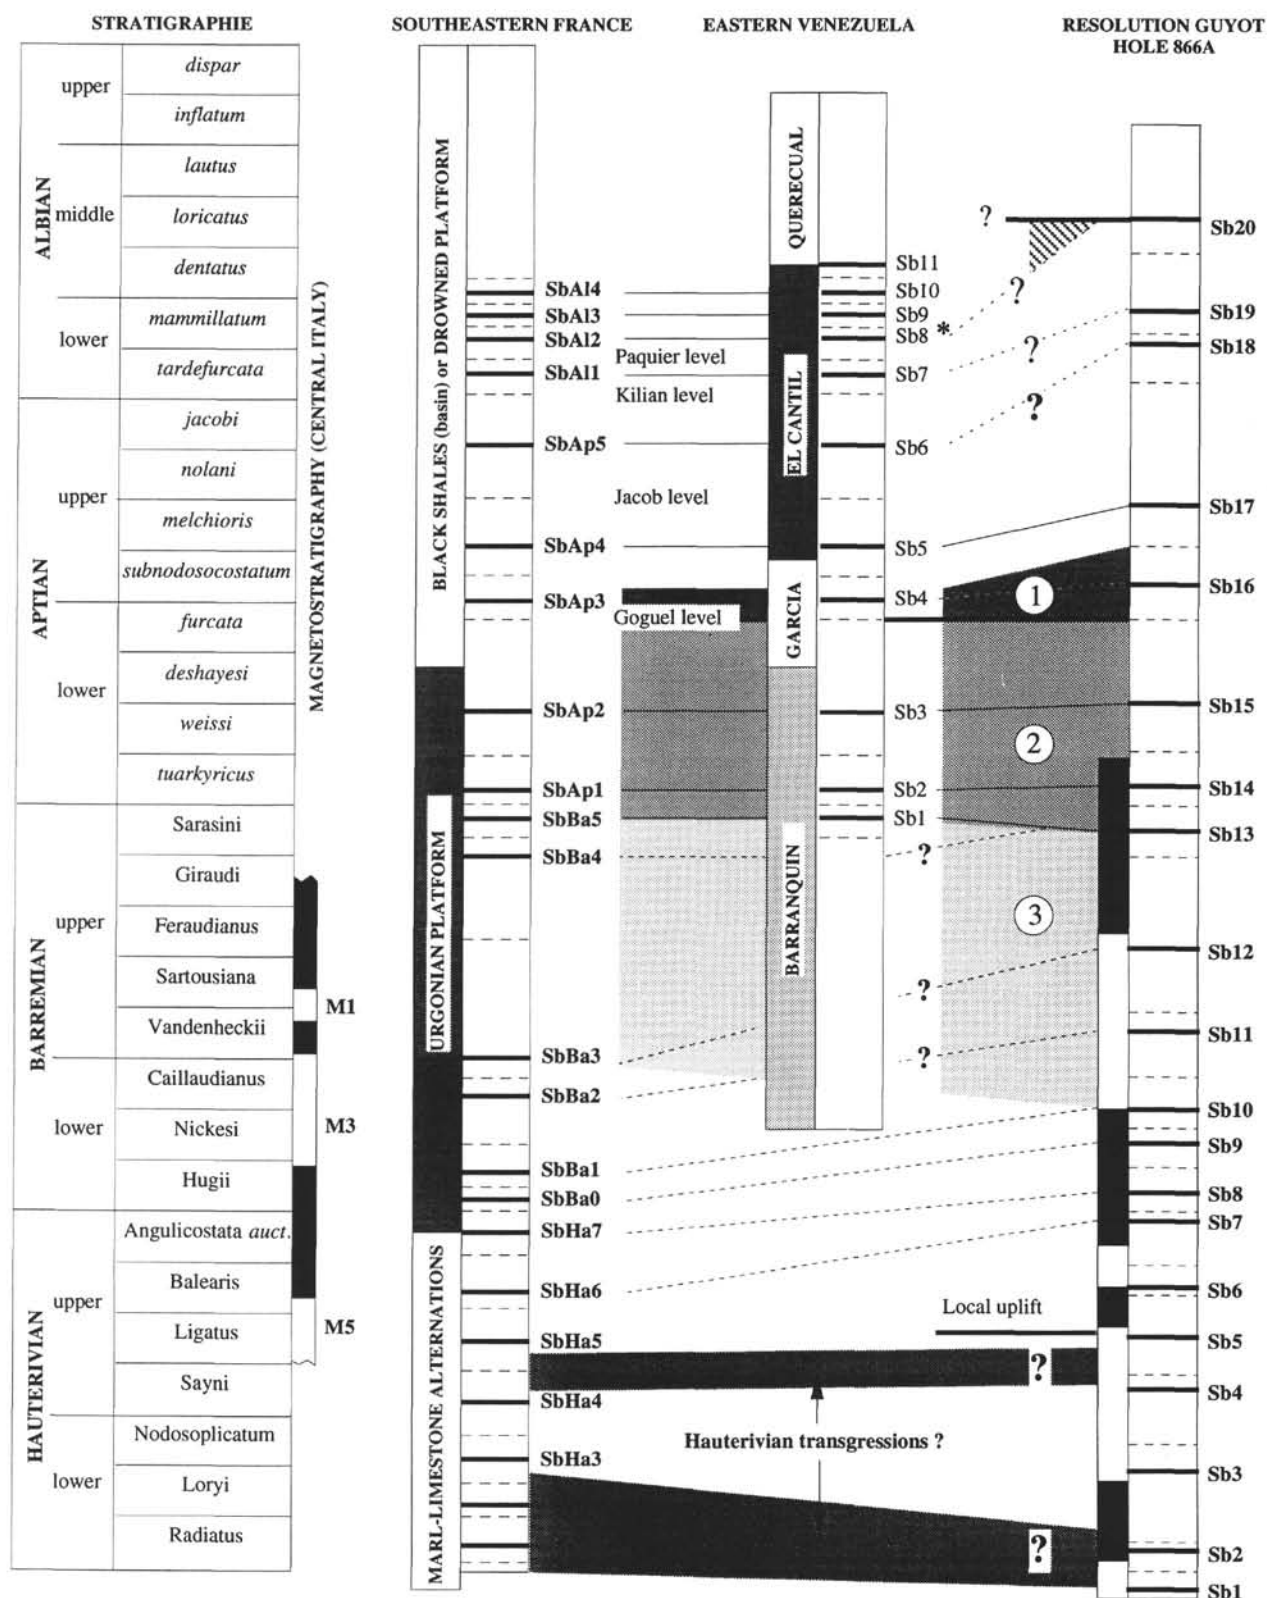 STRATIGRAPHIE
SOUTHEASTERN FRANCE
EASTERN VENEZUELA
RESOLUTION GUYOT
HOLE 866A
ALBIAN
upper
dispar
inflatum
middle
lautus
loricatus
dentatus
lower
mammillatum
tardefurcata
APTIAN
upper
jacobi
nolani
melchioris
subnodosocostatum
lower
furcata
deshayesi
weissi
tuarkyricus
BARREMIAN
upper
Sarasini
Giraudi
Feraudianus
Sartousiana
Vandenheckii
lower
Caillaudianus
Nickesi
Hugii
HAUTERIVIAN
upper
Angulicostata auct.
Balearis
Ligatus
Sayni
lower
Nodosoplicatum
Loryi
Radiatus
MAGNETOSTRATIGRAPHY (CENTRAL ITALY)
M1
M3
M5
BLACK SHALES (basin) or DROWNED PLATFORM
URGONIAN PLATFORM
MARL-LIMESTONE ALTERNATIONS
SbAl4
SbAl3
SbAl2
SbAl1
SbAp5
SbAp4
SbAp3
SbAp2
SbAp1
SbBa5
SbBa4
SbBa3
SbBa2
SbBa1
SbBa0
SbHa7
SbHa6
SbHa5
SbHa4
SbHa3
Paquier level
Kilian level
Jacob level
Goguel level
QUERECUAL
EL CANTIL
GARCIA
BARRANQUIN
Sb11
Sb10
Sb9
Sb8 *
Sb7
Sb6
Sb5
Sb4
Sb3
Sb2
Sb1
?
?
?
?
1
2
3
?
?
?
Local uplift
?
Hauterivian transgressions ?
?
Sb20
Sb19
Sb18
Sb17
Sb16
Sb15
Sb14
Sb13
Sb12
Sb11
Sb10
Sb9
Sb8
Sb7
Sb6
Sb5
Sb4
Sb3
Sb2
Sb1